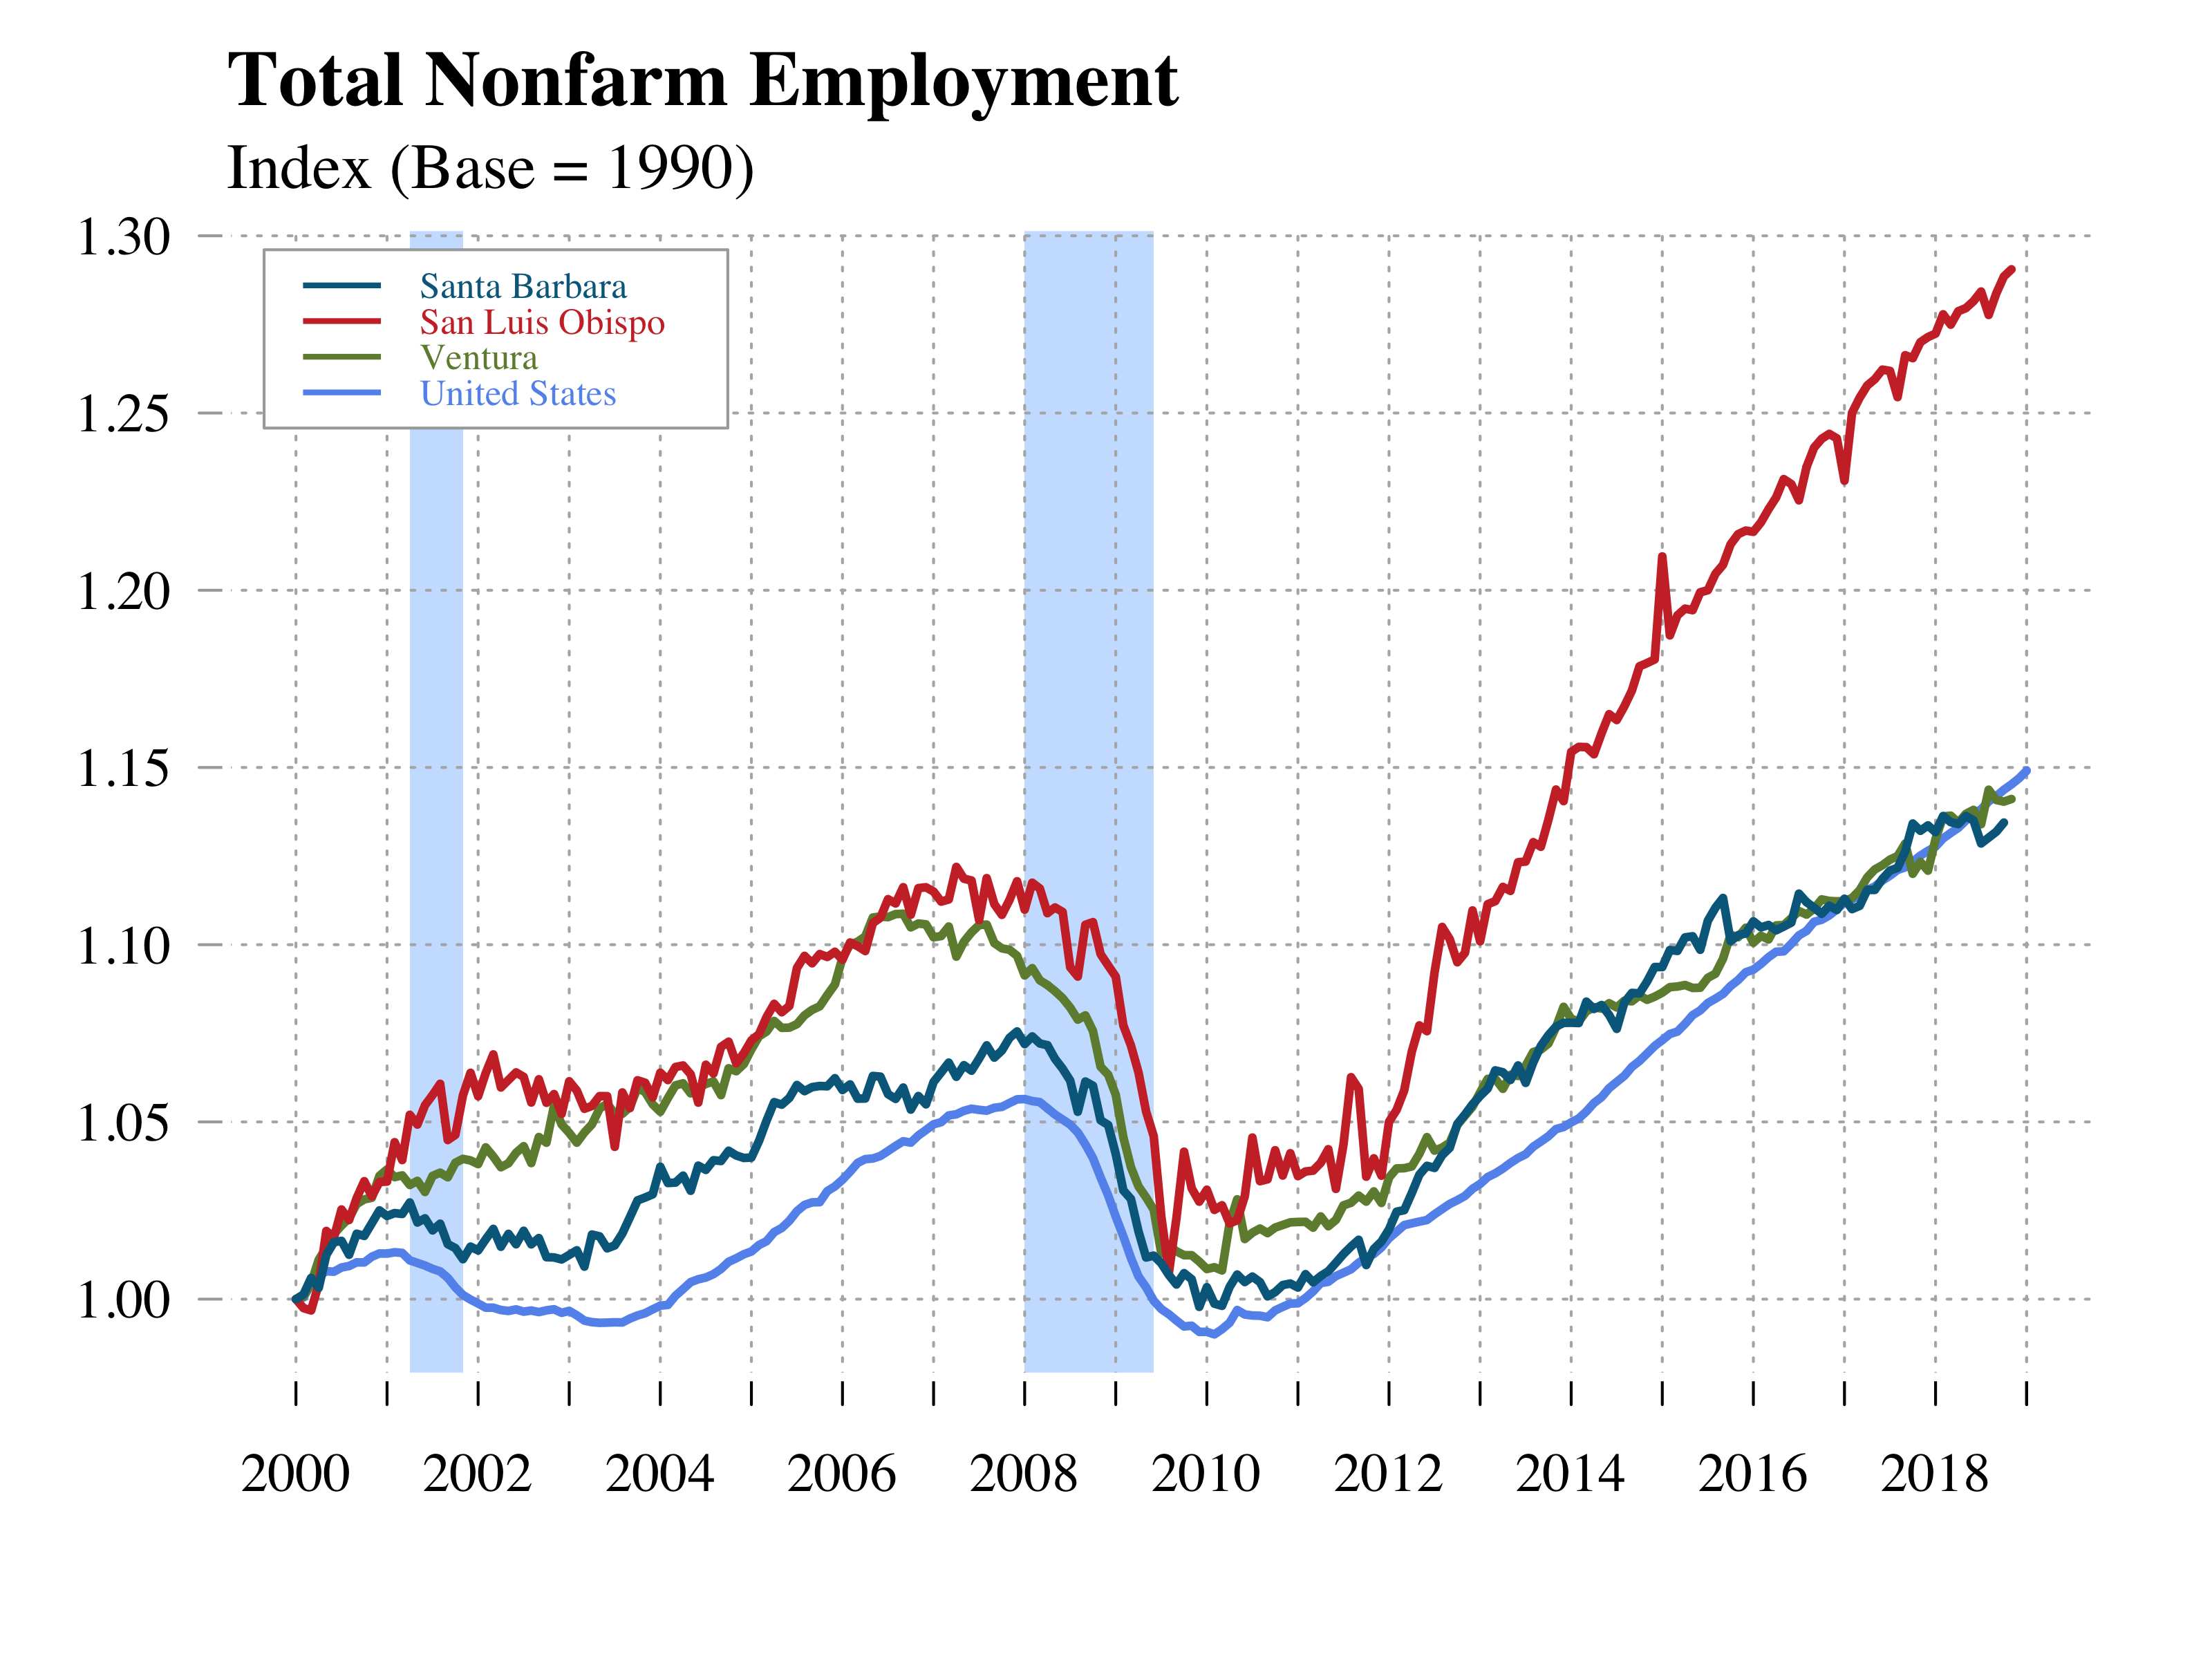 Total Nonfarm Employment
Index (Base = 1990)
1.30
Santa Barbara
San Luis Obispo
Ventura
United States
1.25
1.20
1.15
1.10
1.05
1.00
2000 2002 2004 2006 2008 2010 2012 2014 2016 2018